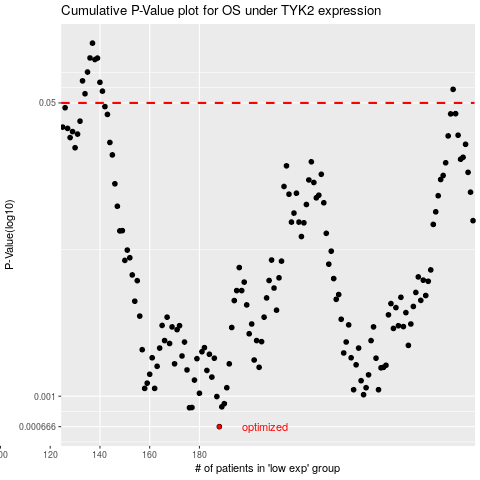 Cumulative P-Value plot for OS under TYK2 expression
P-Value(log10)
0.05
0.001
0.000666
optimized
00 120 140 160 180
# of patients in 'low exp' group